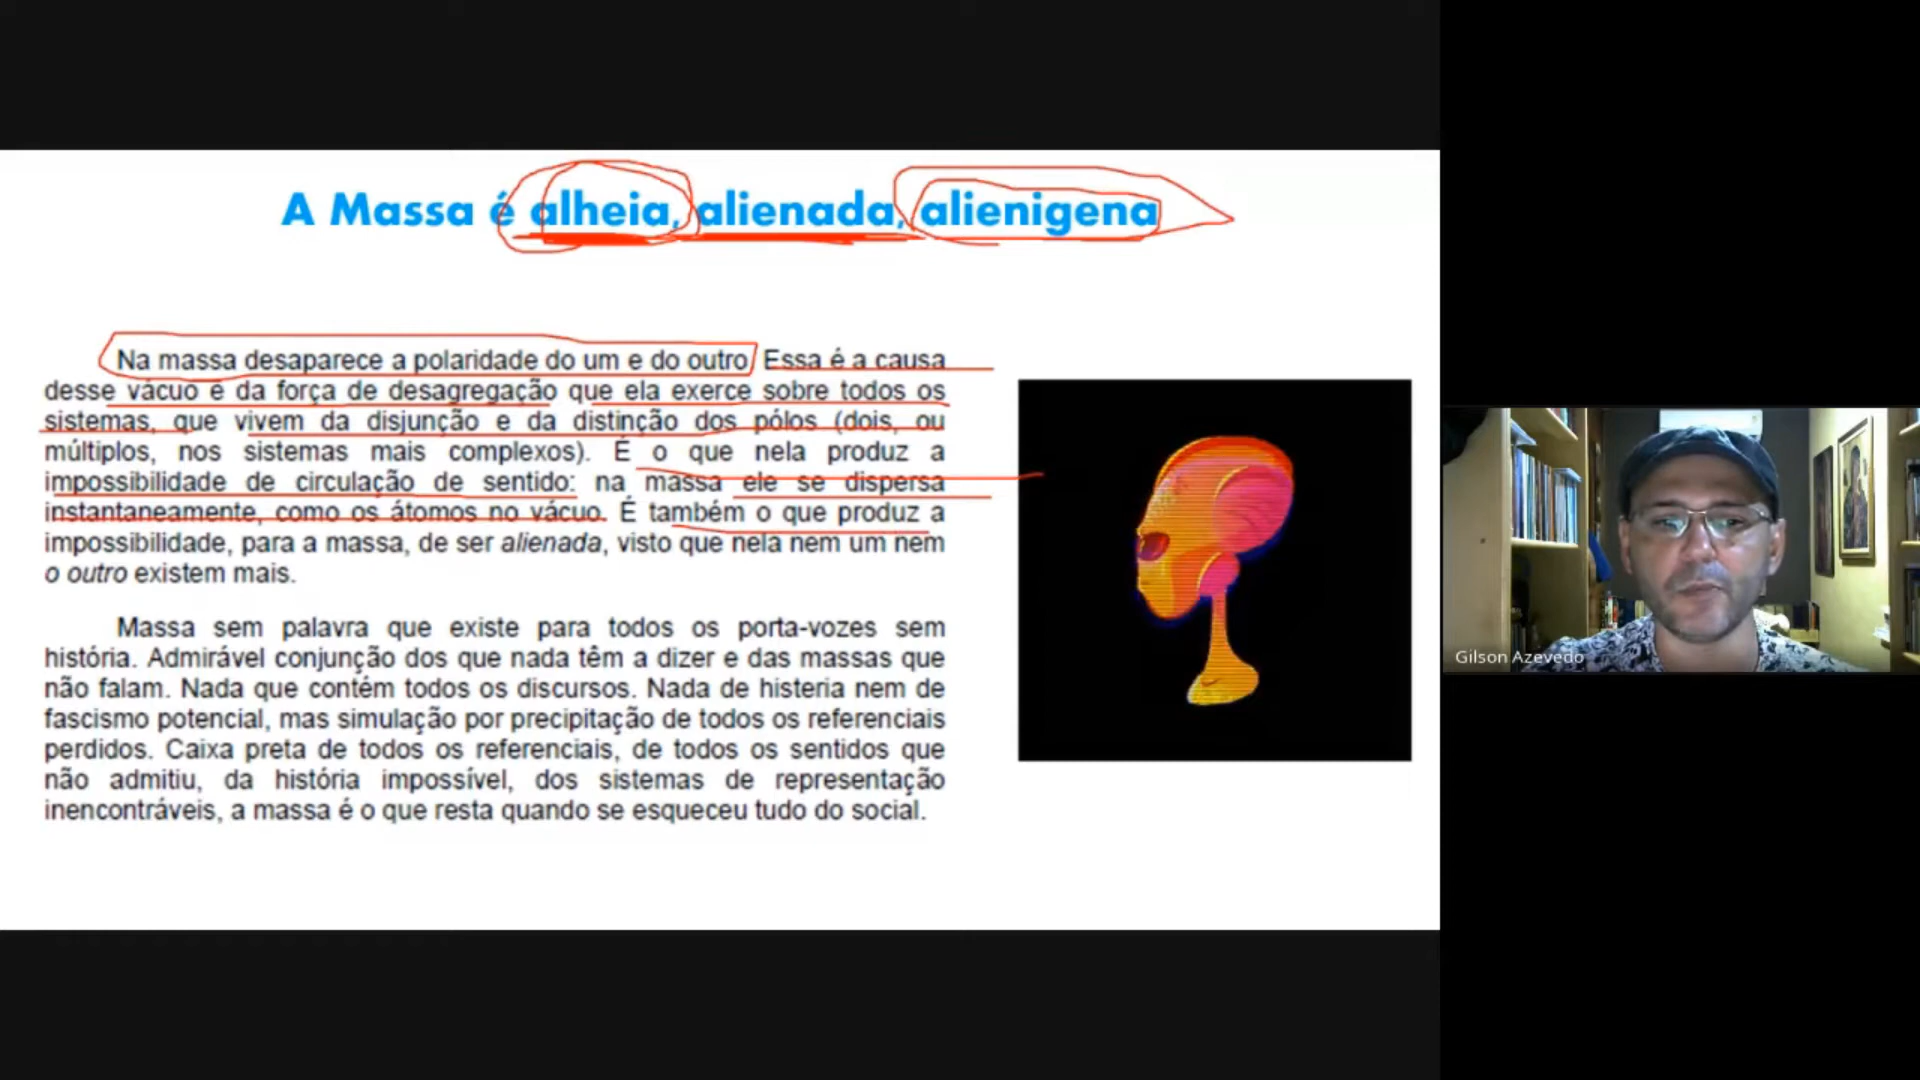 A Massa é alheia, alienada, alienigena
Na massa desaparece a polaridade do um e do outro. Essa é a causa
desse vácuo e da força de desagregação que ela exerce sobre todos os
sistemas, que vivem da disjunção e da distinção dos pólos (dois, ou
múltiplos, nos sistemas mais complexos). É o que nela produz a
impossibilidade de circulação de sentido: na massa ele se dispersa
instantaneamente, como os átomos no vácuo. É também o que produz a
impossibilidade, para a massa, de ser alienada, visto que nela nem um nem
o outro existem mais.
Massa sem palavra que existe para todos os porta-vozes sem
história. Admirável conjunção dos que nada têm a dizer e das massas que
não falam. Nada que contém todos os discursos. Nada de histeria nem de
fascismo potencial, mas simulação por precipitação de todos os referenciais
perdidos. Caixa preta de todos os referenciais, de todos os sentidos que
não admitiu, da história impossível, dos sistemas de representação
inencontráveis, a massa é o que resta quando se esqueceu tudo do social.
Gilson Azevedo